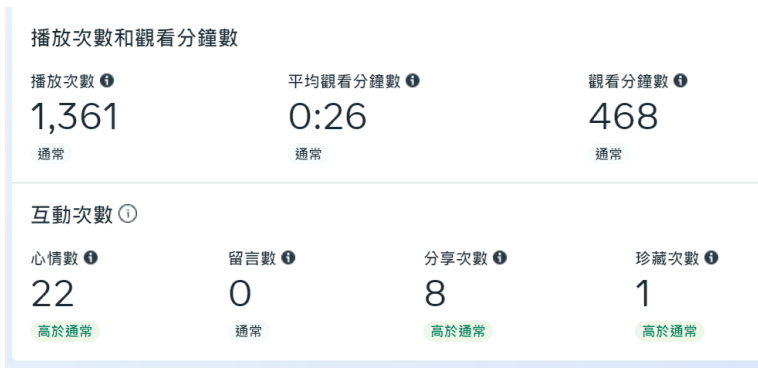 播放次數和觀看分鐘數
播放次數 平均觀看分鐘數 觀看分鐘數
1,361 0:26 468
通常 通常 通常
互動次數
心情數 留言數 分享次數 珍藏次數
22 0 8 1
高於通常 通常 高於通常 高於通常